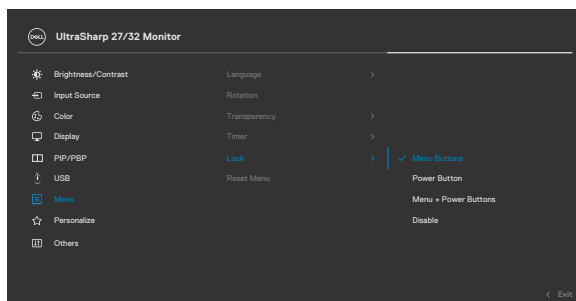 DELL UltraSharp 27/32 Monitor
Brightness/Contrast Language >
Input Source Rotation
Color Transparency >
Display Timer >
PIP/PBP Lock > ✓ Menu Buttons
USB Reset Menu Power Button
Menu Menu + Power Buttons
Personalize Disable
Others
< Exit